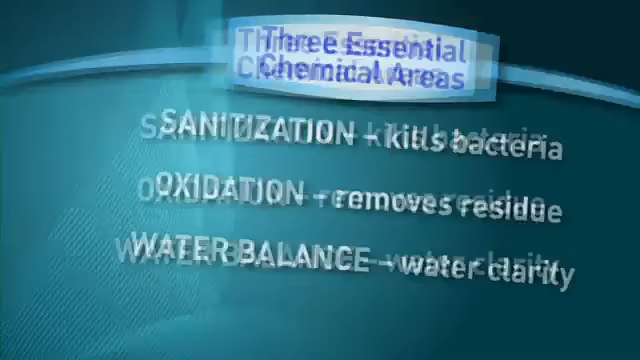 Three Essential
Chemical Areas
SANITIZATION – kills bacteria
OXIDATION – removes residue
WATER BALANCE – water clarity